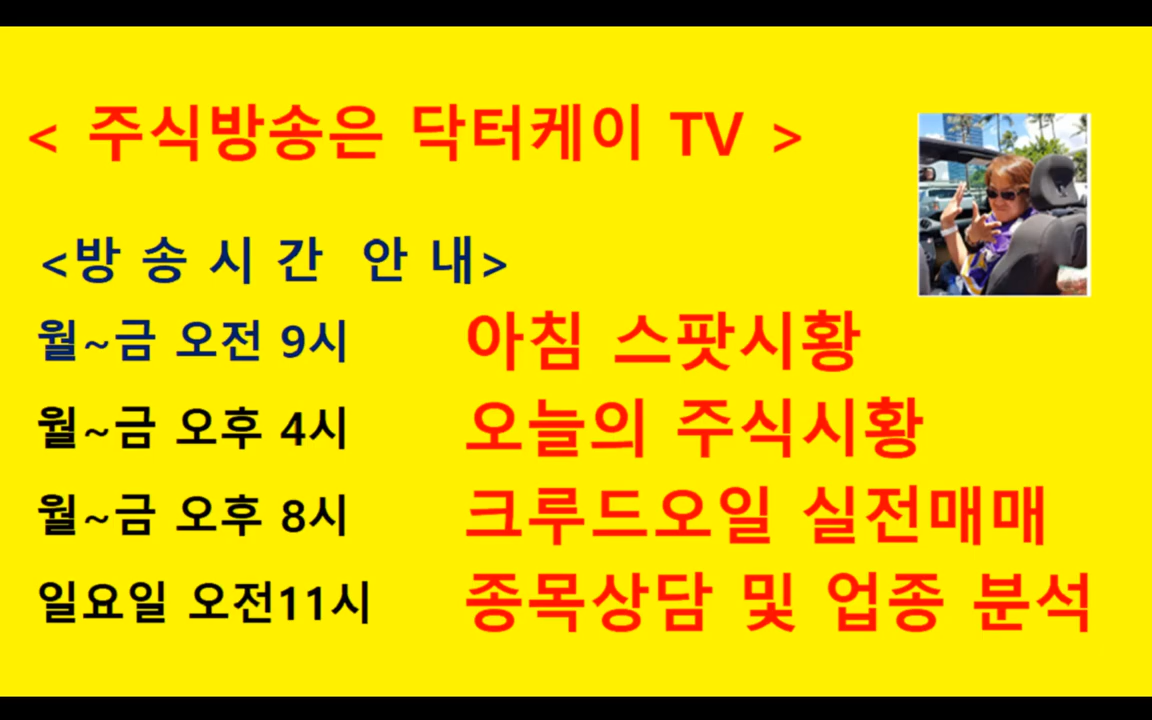 < 주식방송은 닥터케이 TV >
<방 송 시 간 안 내>
월~금 오전 9시 아침 스팟시황
월~금 오후 4시 오늘의 주식시황
월~금 오후 8시 크루드오일 실전매매
일요일 오전11시 종목상담 및 업종 분석